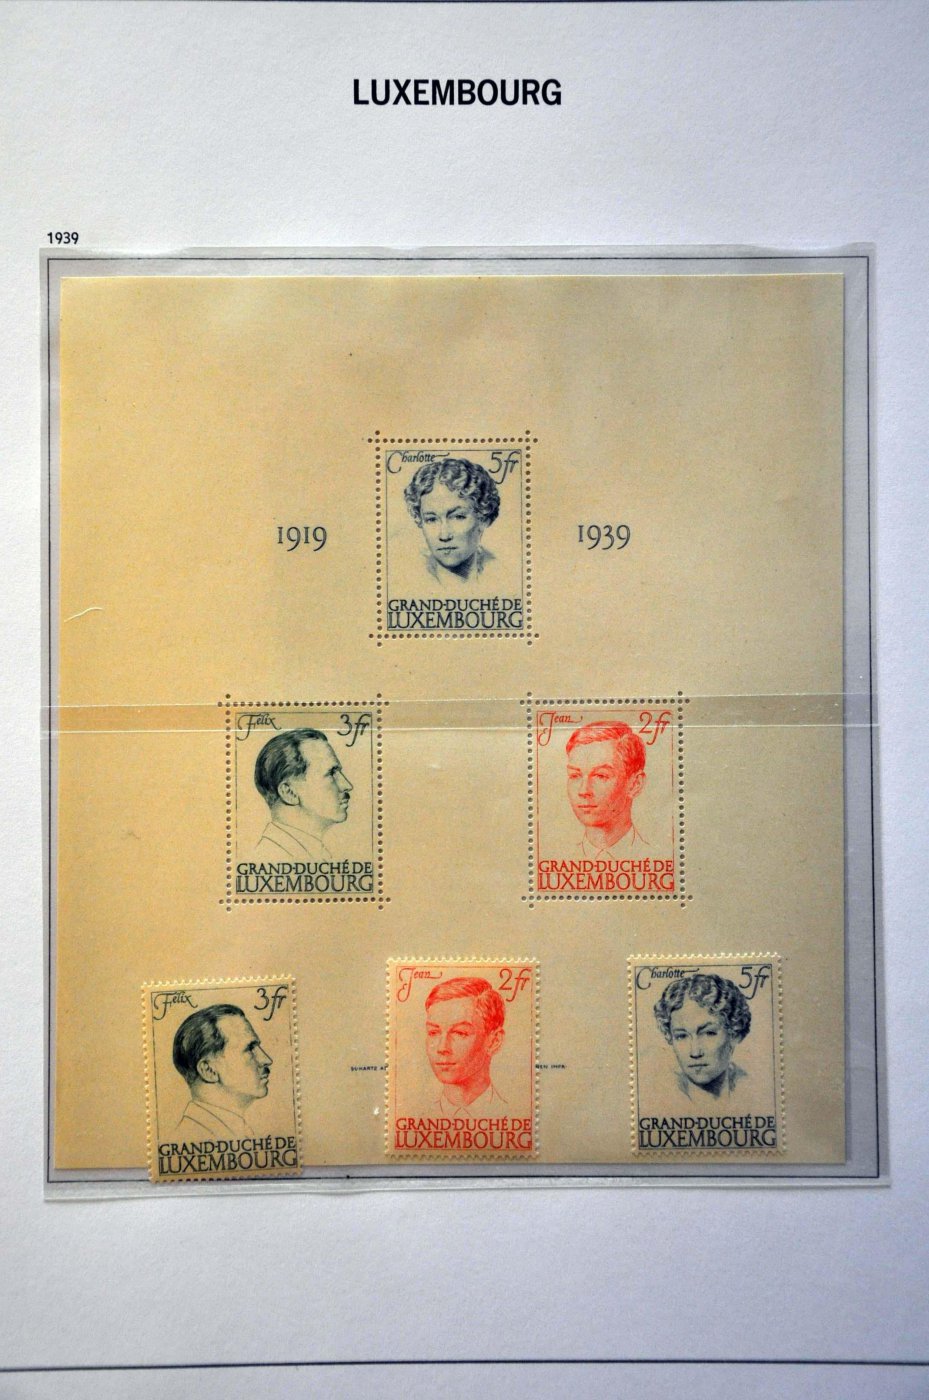 LUXEMBOURG
1939
Charlotte 5fr
1919
1939
GRAND-DUCHÉ DE
LUXEMBOURG
Félix 3fr
GRAND-DUCHÉ DE
LUXEMBOURG
Jean 2fr
GRAND-DUCHÉ DE
LUXEMBOURG
Félix 3fr
GRAND-DUCHÉ DE
LUXEMBOURG
Jean 2fr
GRAND-DUCHÉ DE
LUXEMBOURG
Charlotte 5fr
GRAND-DUCHÉ DE
LUXEMBOURG